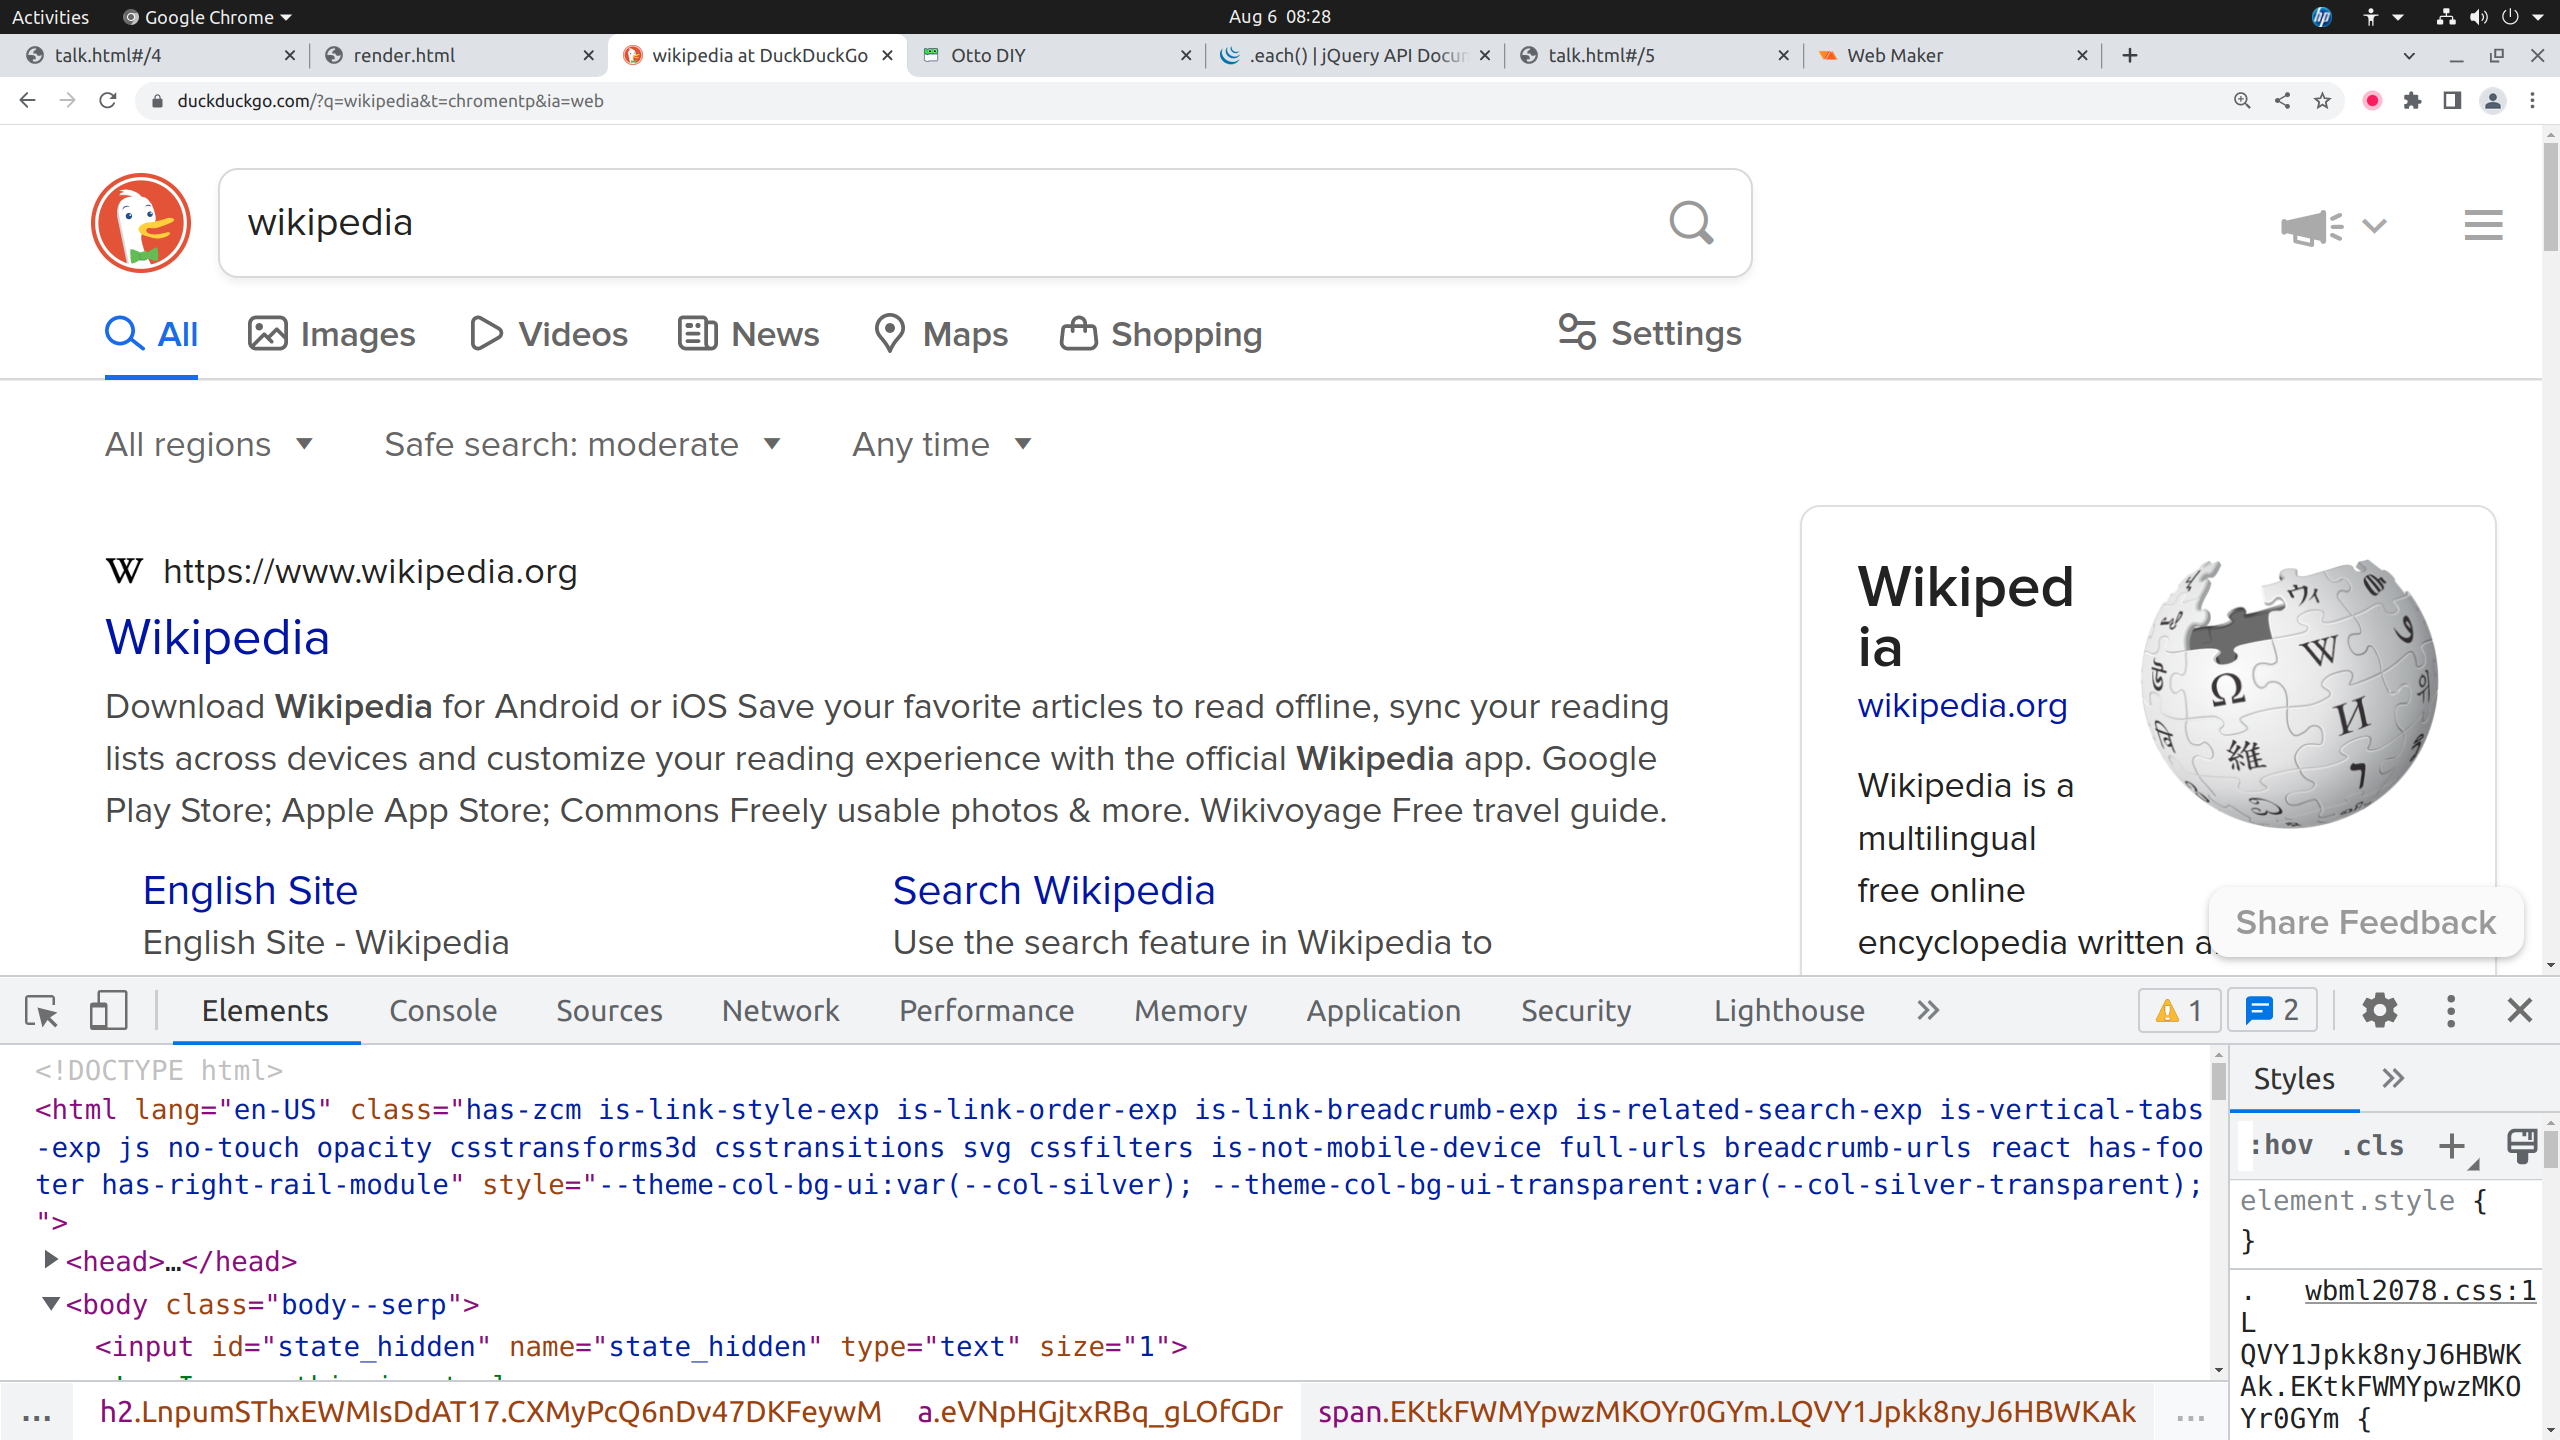 Activities Google Chrome Aug 6 08:28
talk.html#/4 render.html wikipedia at DuckDuckGo Otto DIY .each() | jQuery API Docu talk.html#/5 Web Maker
duckduckgo.com/?q=wikipedia&t=chromentp&ia=web
wikipedia
All Images Videos News Maps Shopping Settings
All regions Safe search: moderate Any time
W https://www.wikipedia.org
Wikipedia
Download Wikipedia for Android or iOS Save your favorite articles to read offline, sync your reading
lists across devices and customize your reading experience with the official Wikipedia app. Google
Play Store; Apple App Store; Commons Freely usable photos & more. Wikivoyage Free travel guide.
English Site
English Site - Wikipedia
Search Wikipedia
Use the search feature in Wikipedia to
Wikiped
ia
wikipedia.org
Wikipedia is a
multilingual
free online
encyclopedia written a
Share Feedback
Elements Console Sources Network Performance Memory Application Security Lighthouse 1 2
<!DOCTYPE html>
<html lang="en-US" class="has-zcm is-link-style-exp is-link-order-exp is-link-breadcrumb-exp is-related-search-exp is-vertical-tabs
-exp js no-touch opacity csstransforms3d csstransitions svg cssfilters is-not-mobile-device full-urls breadcrumb-urls react has-foo
ter has-right-rail-module" style="--theme-col-bg-ui:var(--col-silver); --theme-col-bg-ui-transparent:var(--col-silver-transparent);
">
<head>…</head>
<body class="body--serp">
<input id="state_hidden" name="state_hidden" type="text" size="1">
... h2.LnpumSThxEWMIsDdAT17.CXMyPcQ6nDv47DKFeywM a.eVNpHGjtxRBq_gLOfGDr span.EKtkFWMYpwzMKOYr0GYm.LQVY1Jpkk8nyJ6HBWKAk ...
Styles
:hov .cls
element.style {
}
. wbml2078.css:1
L
QVY1Jpkk8nyJ6HBWK
Ak.EKtkFWMYpwzMKO
Yr0GYm {